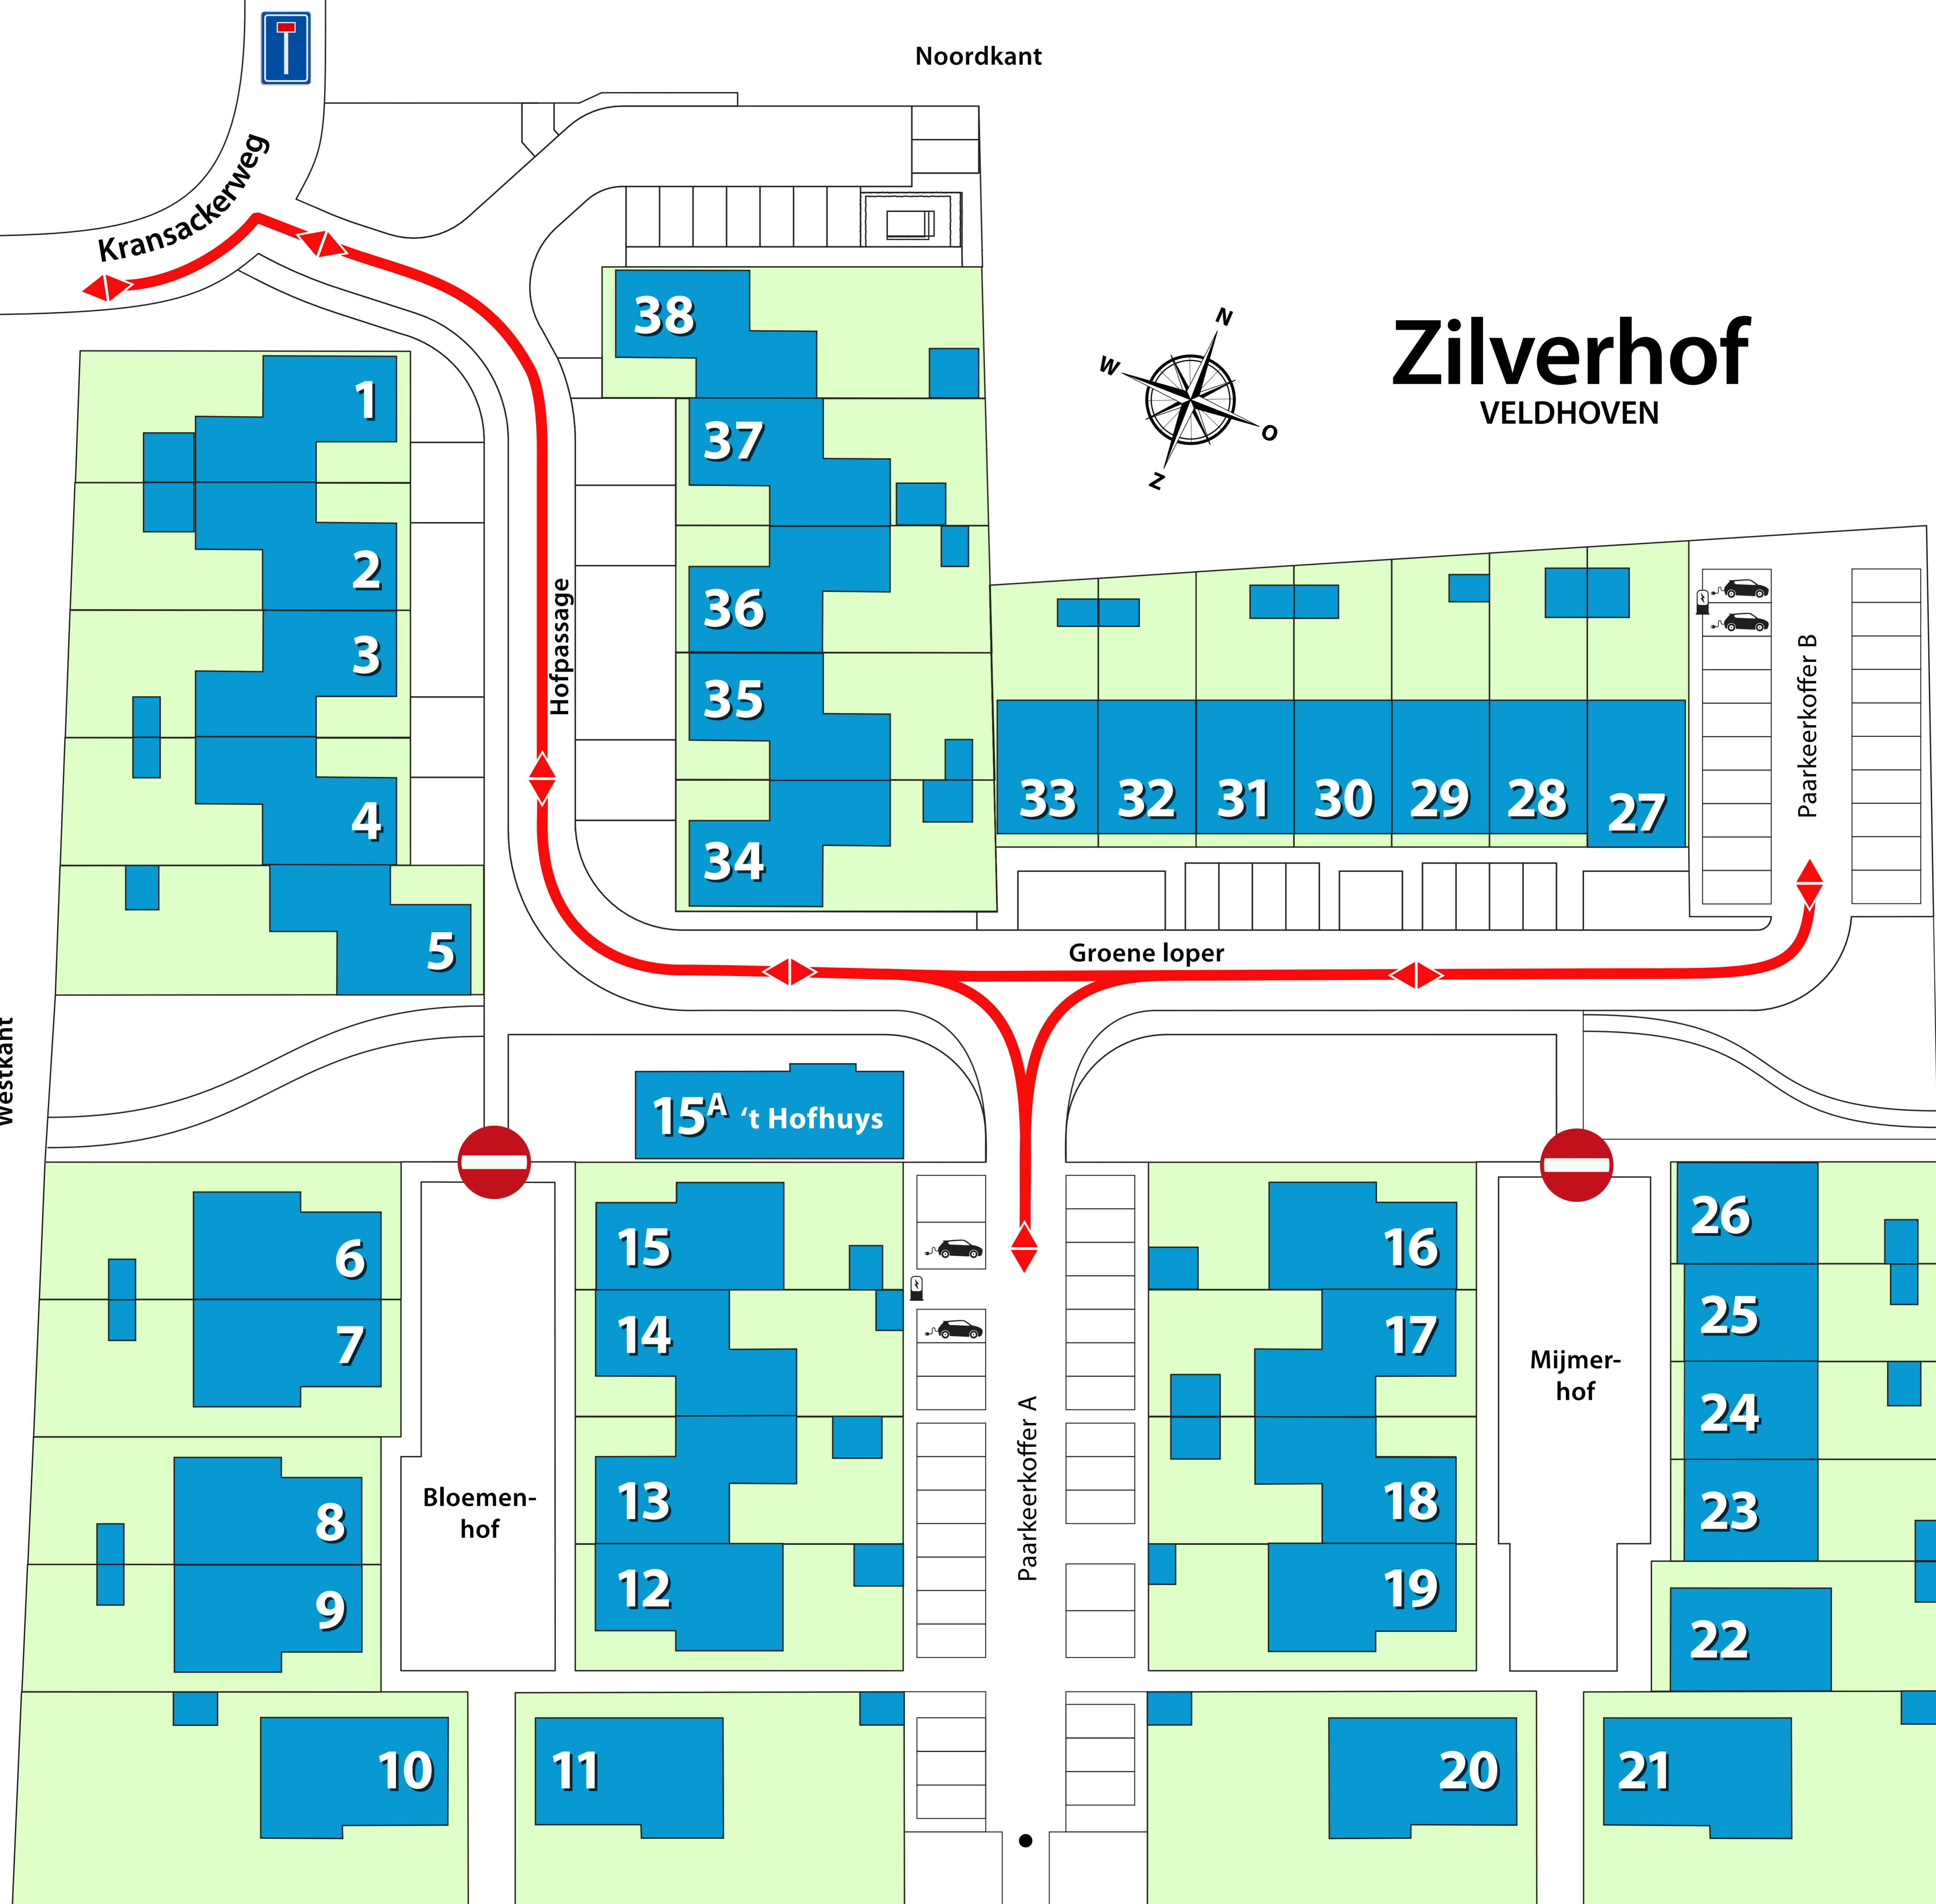 Noordkant
Kransackerweg
Zilverhof
VELDHOVEN
N
W
O
Z
38
1
37
2
36
Hofpassage
3
35
4
34
5
33
32
31
30
29
28
27
Paarkeerkoffer B
Groene loper
Westkant
15A 't Hofhuys
6
7
8
9
10
Bloemen-
hof
15
14
13
12
11
Paarkeerkoffer A
16
17
18
19
20
Mijmer-
hof
26
25
24
23
22
21